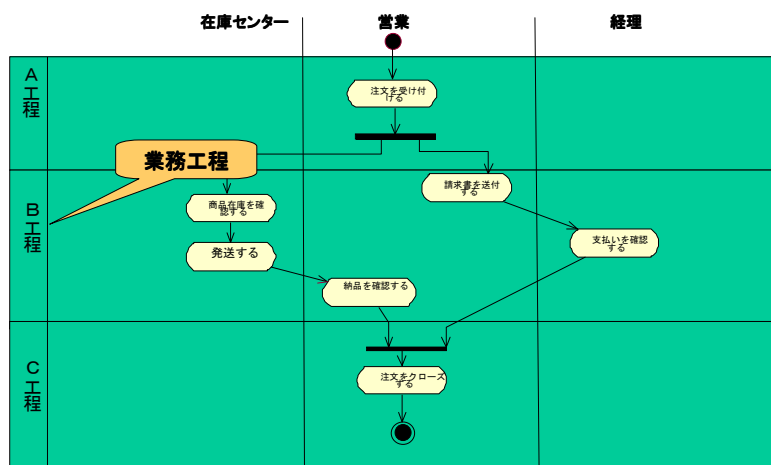 在庫センター 営業 経理
A工程
注文を受け付
ける
業務工程
B工程
請求書を送付
する
商品在庫を確
認する
支払いを確認
する
発送する
納品を確認する
C工程
注文をクローズ
する